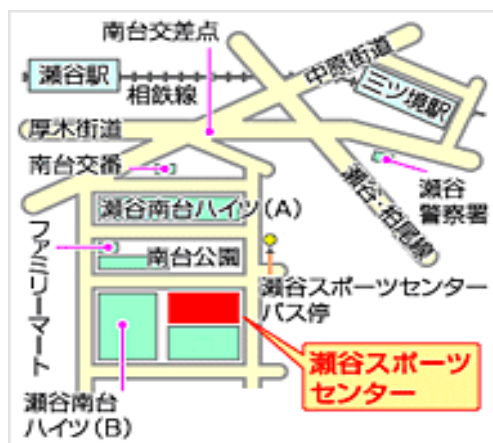 南台交差点
瀬谷駅
相鉄線
中原街道
三ツ境駅
厚木街道
南台交番
瀬谷
警察署
瀬谷・柏尾線
瀬谷南台ハイツ(A)
ファミリーマート
南台公園
瀬谷スポーツセンター
バス停
瀬谷スポーツ
センター
瀬谷南台
ハイツ(B)